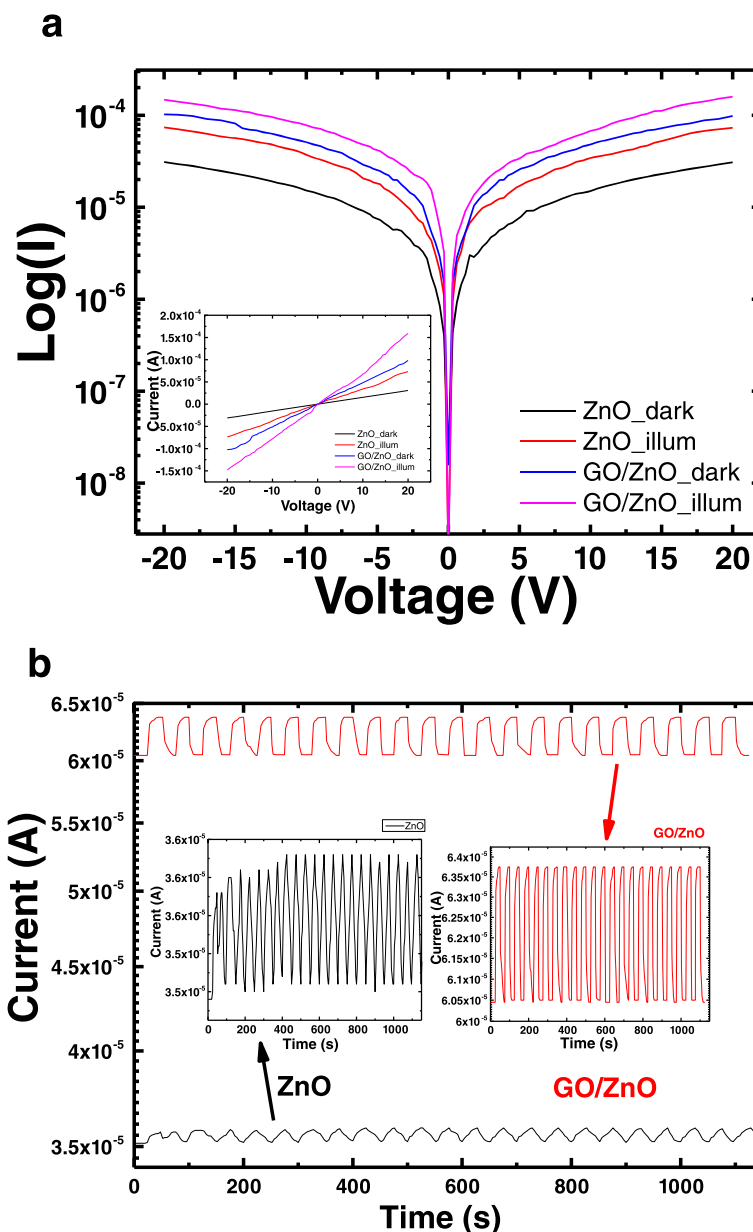 a
Log(I)
10⁻⁴
10⁻⁵
10⁻⁶
10⁻⁷
10⁻⁸
-20 -15 -10 -5 0 5 10 15 20
Voltage (V)
ZnO_dark
ZnO_illum
GO/ZnO_dark
GO/ZnO_illum
Current (A)
2.0x10⁻⁴
1.5x10⁻⁴
1.0x10⁻⁴
5.0x10⁻⁵
0.0
-5.0x10⁻⁵
-1.0x10⁻⁴
-1.5x10⁻⁴
-20 -10 0 10 20
Voltage (V)
ZnO_dark
ZnO_illum
GO/ZnO_dark
GO/ZnO_illum
b
Current (A)
6.5x10⁻⁵
6x10⁻⁵
5.5x10⁻⁵
5x10⁻⁵
4.5x10⁻⁵
4x10⁻⁵
3.5x10⁻⁵
0 200 400 600 800 1000
Time (s)
ZnO
Current (A)
3.6x10⁻⁵
3.6x10⁻⁵
3.5x10⁻⁵
3.5x10⁻⁵
0 200 400 600 800 1000
Time (s)
GO/ZnO
Current (A)
6.4x10⁻⁵
6.35x10⁻⁵
6.3x10⁻⁵
6.25x10⁻⁵
6.2x10⁻⁵
6.15x10⁻⁵
6.1x10⁻⁵
6.05x10⁻⁵
6x10⁻⁵
0 200 400 600 800 1000
Time (s)
ZnO
GO/ZnO